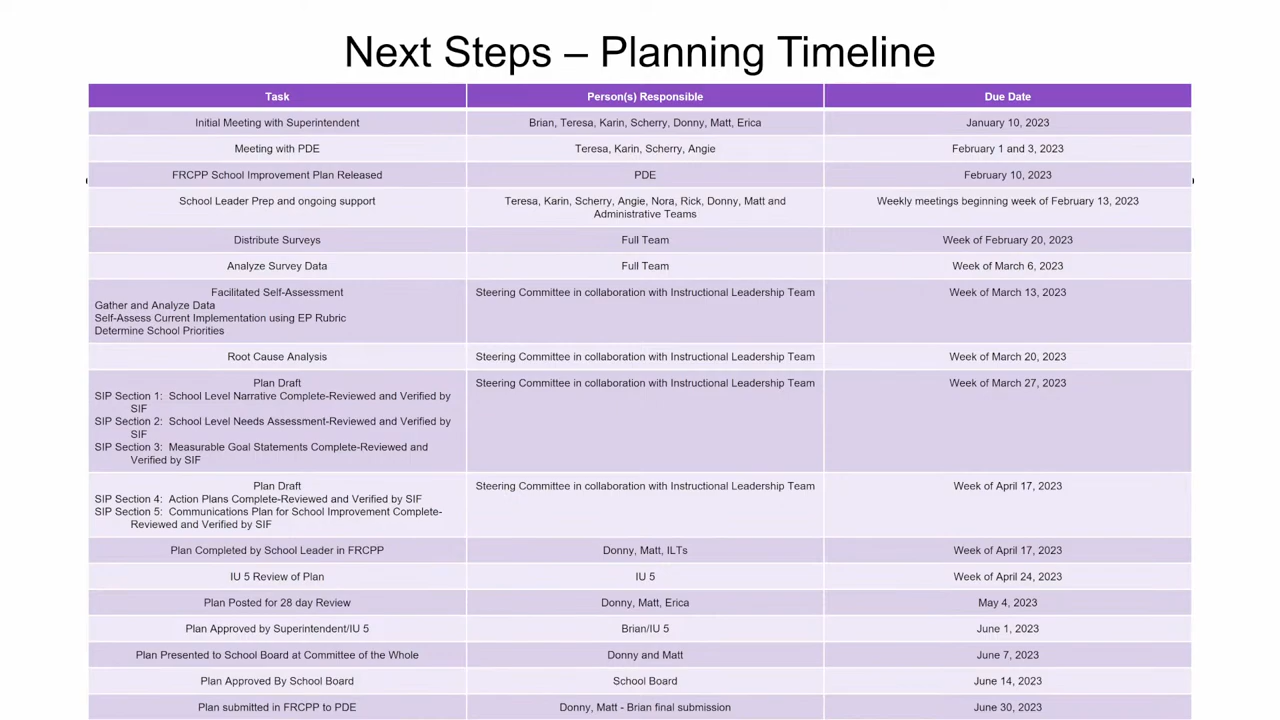 Next Steps – Planning Timeline
Task Person(s) Responsible Due Date
Initial Meeting with Superintendent Brian, Teresa, Karin, Scherry, Donny, Matt, Erica January 10, 2023
Meeting with PDE Teresa, Karin, Scherry, Angie February 1 and 3, 2023
FRCPP School Improvement Plan Released PDE February 10, 2023
School Leader Prep and ongoing support Teresa, Karin, Scherry, Angie, Nora, Rick, Donny, Matt and Weekly meetings beginning week of February 13, 2023
Administrative Teams
Distribute Surveys Full Team Week of February 20, 2023
Analyze Survey Data Full Team Week of March 6, 2023
Facilitated Self-Assessment Steering Committee in collaboration with Instructional Leadership Team Week of March 13, 2023
Gather and Analyze Data
Self-Assess Current Implementation using EP Rubric
Determine School Priorities
Root Cause Analysis Steering Committee in collaboration with Instructional Leadership Team Week of March 20, 2023
Plan Draft Steering Committee in collaboration with Instructional Leadership Team Week of March 27, 2023
SIP Section 1: School Level Narrative Complete-Reviewed and Verified by
SIF
SIP Section 2: School Level Needs Assessment-Reviewed and Verified by
SIF
SIP Section 3: Measurable Goal Statements Complete-Reviewed and
Verified by SIF
Plan Draft Steering Committee in collaboration with Instructional Leadership Team Week of April 17, 2023
SIP Section 4: Action Plans Complete-Reviewed and Verified by SIF
SIP Section 5: Communications Plan for School Improvement Complete-
Reviewed and Verified by SIF
Plan Completed by School Leader in FRCPP Donny, Matt, ILTs Week of April 17, 2023
IU 5 Review of Plan IU 5 Week of April 24, 2023
Plan Posted for 28 day Review Donny, Matt, Erica May 4, 2023
Plan Approved by Superintendent/IU 5 Brian/IU 5 June 1, 2023
Plan Presented to School Board at Committee of the Whole Donny and Matt June 7, 2023
Plan Approved By School Board School Board June 14, 2023
Plan submitted in FRCPP to PDE Donny, Matt - Brian final submission June 30, 2023